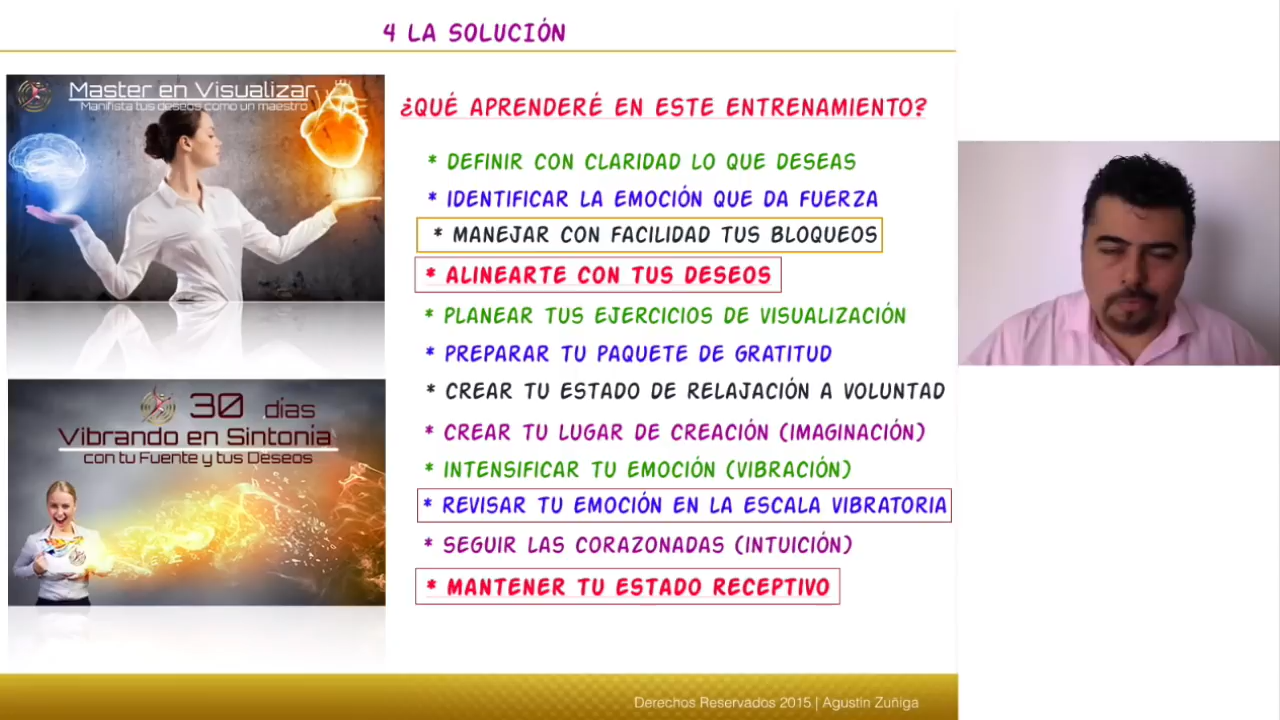 4 LA SOLUCIÓN
Master en Visualizar
Manifista tus deseos como un maestro
¿QUÉ APRENDERÉ EN ESTE ENTRENAMIENTO?
* DEFINIR CON CLARIDAD LO QUE DESEAS
* IDENTIFICAR LA EMOCIÓN QUE DA FUERZA
* MANEJAR CON FACILIDAD TUS BLOQUEOS
* ALINEARTE CON TUS DESEOS
* PLANEAR TUS EJERCICIOS DE VISUALIZACIÓN
* PREPARAR TU PAQUETE DE GRATITUD
* CREAR TU ESTADO DE RELAJACIÓN A VOLUNTAD
* CREAR TU LUGAR DE CREACIÓN (IMAGINACIÓN)
* INTENSIFICAR TU EMOCIÓN (VIBRACIÓN)
* REVISAR TU EMOCIÓN EN LA ESCALA VIBRATORIA
* SEGUIR LAS CORAZONADAS (INTUICIÓN)
* MANTENER TU ESTADO RECEPTIVO
30 días
Vibrando en Sintonia
con tu Fuente y tus Deseos
Derechos Reservados 2015 | Agustín Zuñiga